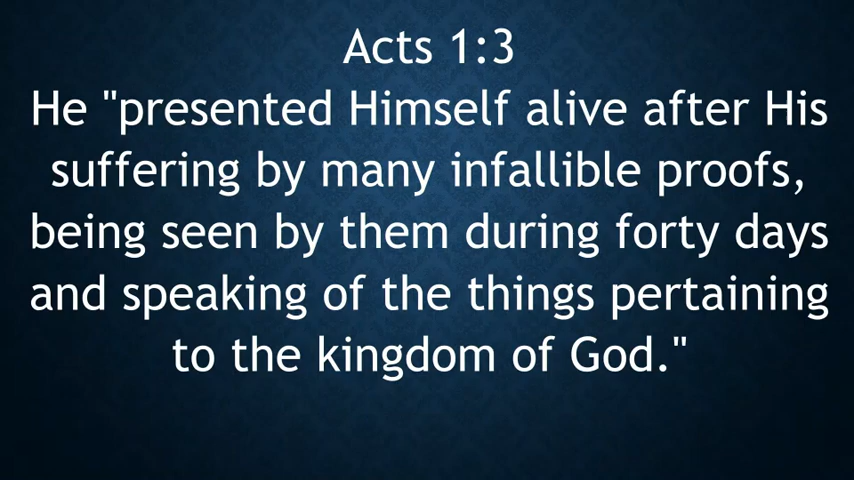 Acts 1:3
He "presented Himself alive after His
suffering by many infallible proofs,
being seen by them during forty days
and speaking of the things pertaining
to the kingdom of God."